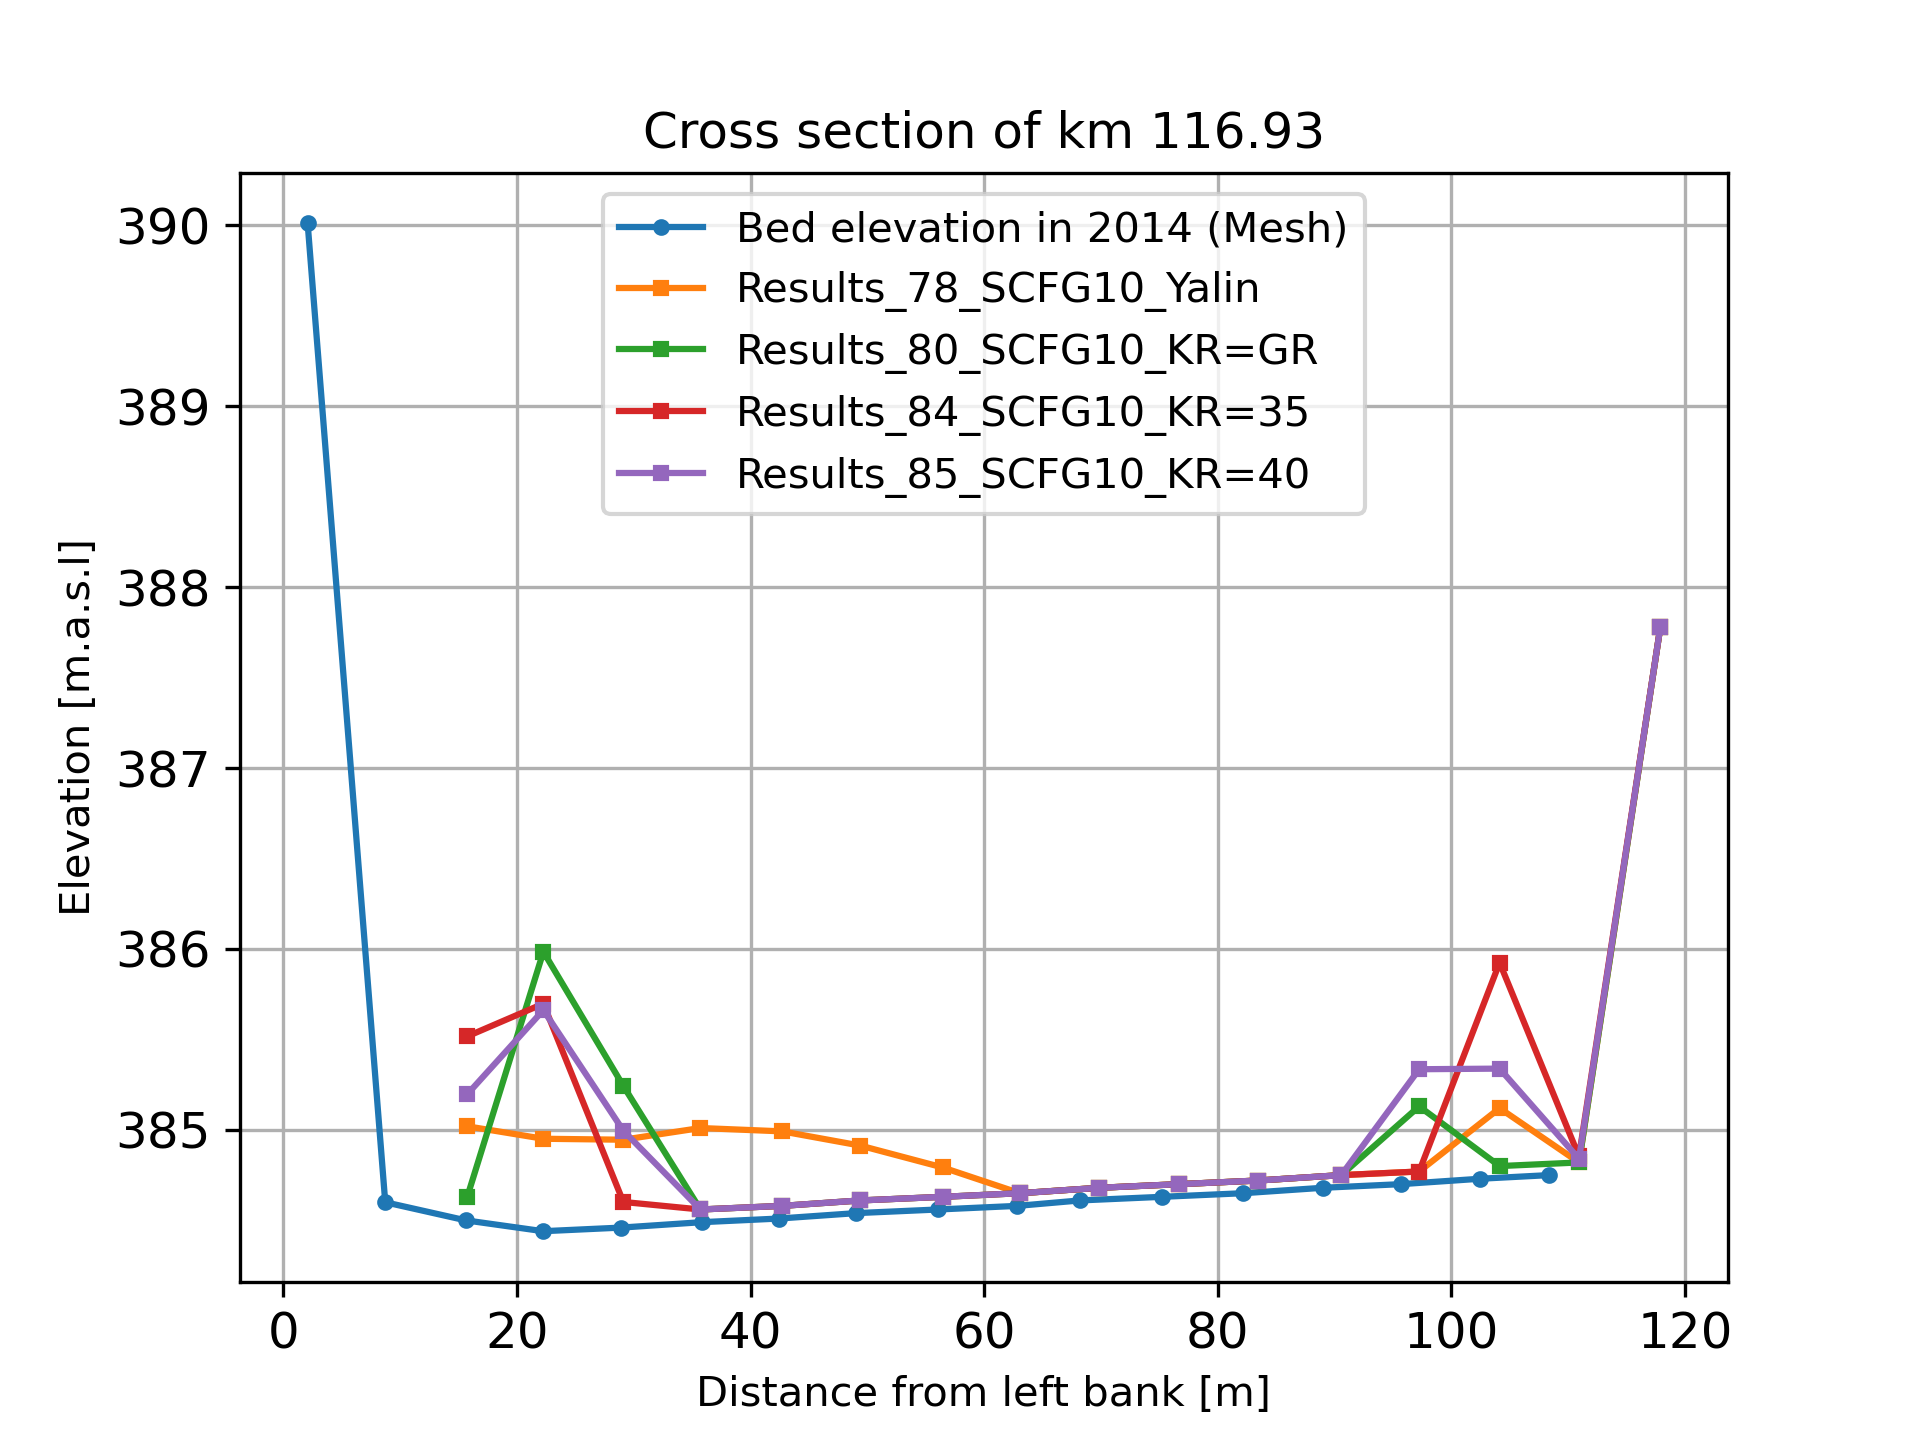 Cross section of km 116.93
Bed elevation in 2014 (Mesh)
Results_78_SCFG10_Yalin
Results_80_SCFG10_KR=GR
Results_84_SCFG10_KR=35
Results_85_SCFG10_KR=40
390
389
388
387
386
385
Elevation [m.a.s.l]
0 20 40 60 80 100 120
Distance from left bank [m]